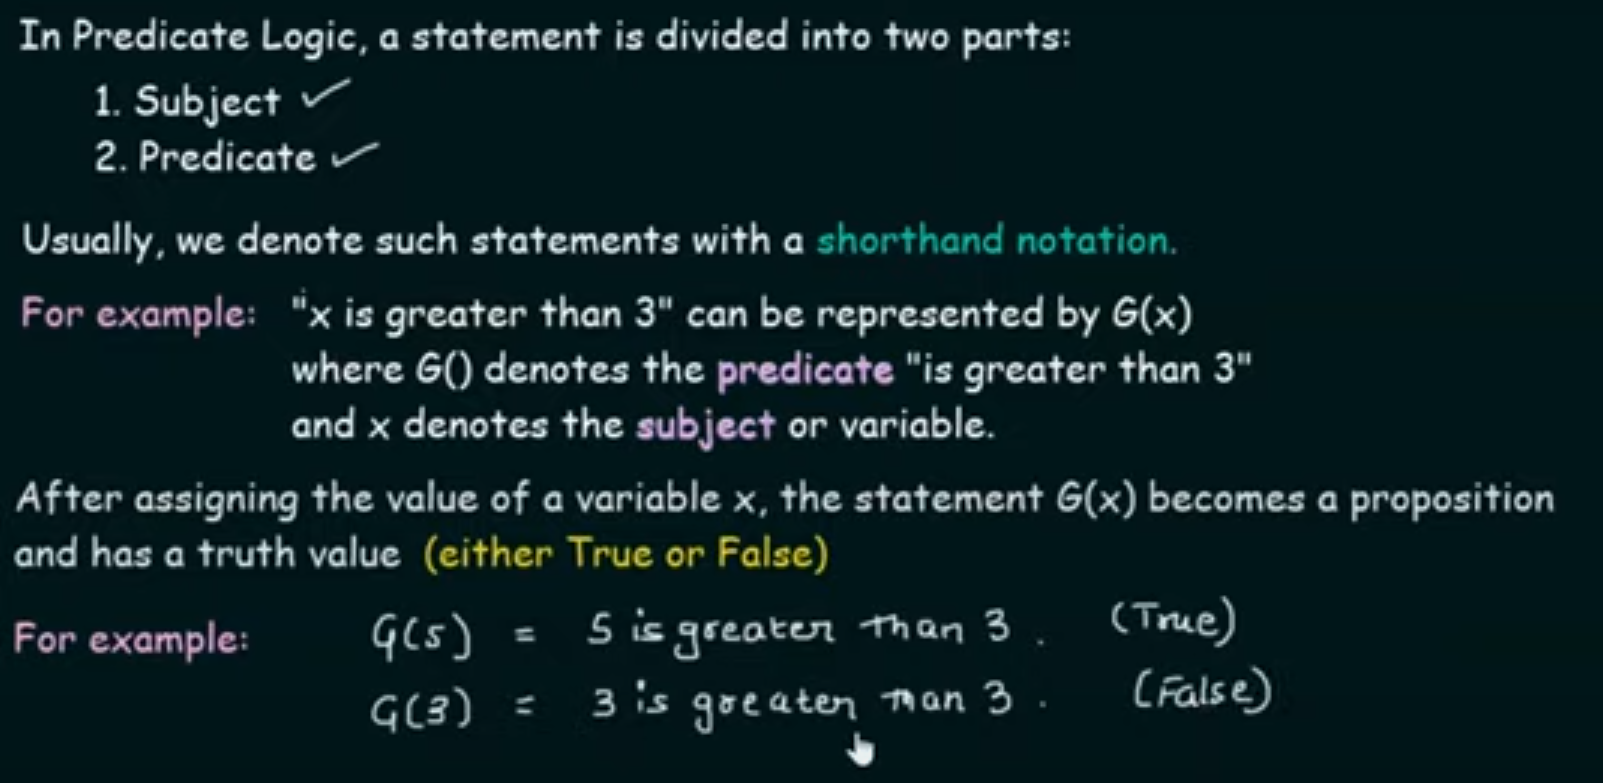 In Predicate Logic, a statement is divided into two parts:
1. Subject ✓
2. Predicate ✓
Usually, we denote such statements with a shorthand notation.
For example: "x is greater than 3" can be represented by G(x)
where G() denotes the predicate "is greater than 3"
and x denotes the subject or variable.
After assigning the value of a variable x, the statement G(x) becomes a proposition
and has a truth value (either True or False)
For example: G(5) = 5 is greater than 3 . (True)
G(3) = 3 is greater than 3 . (False)